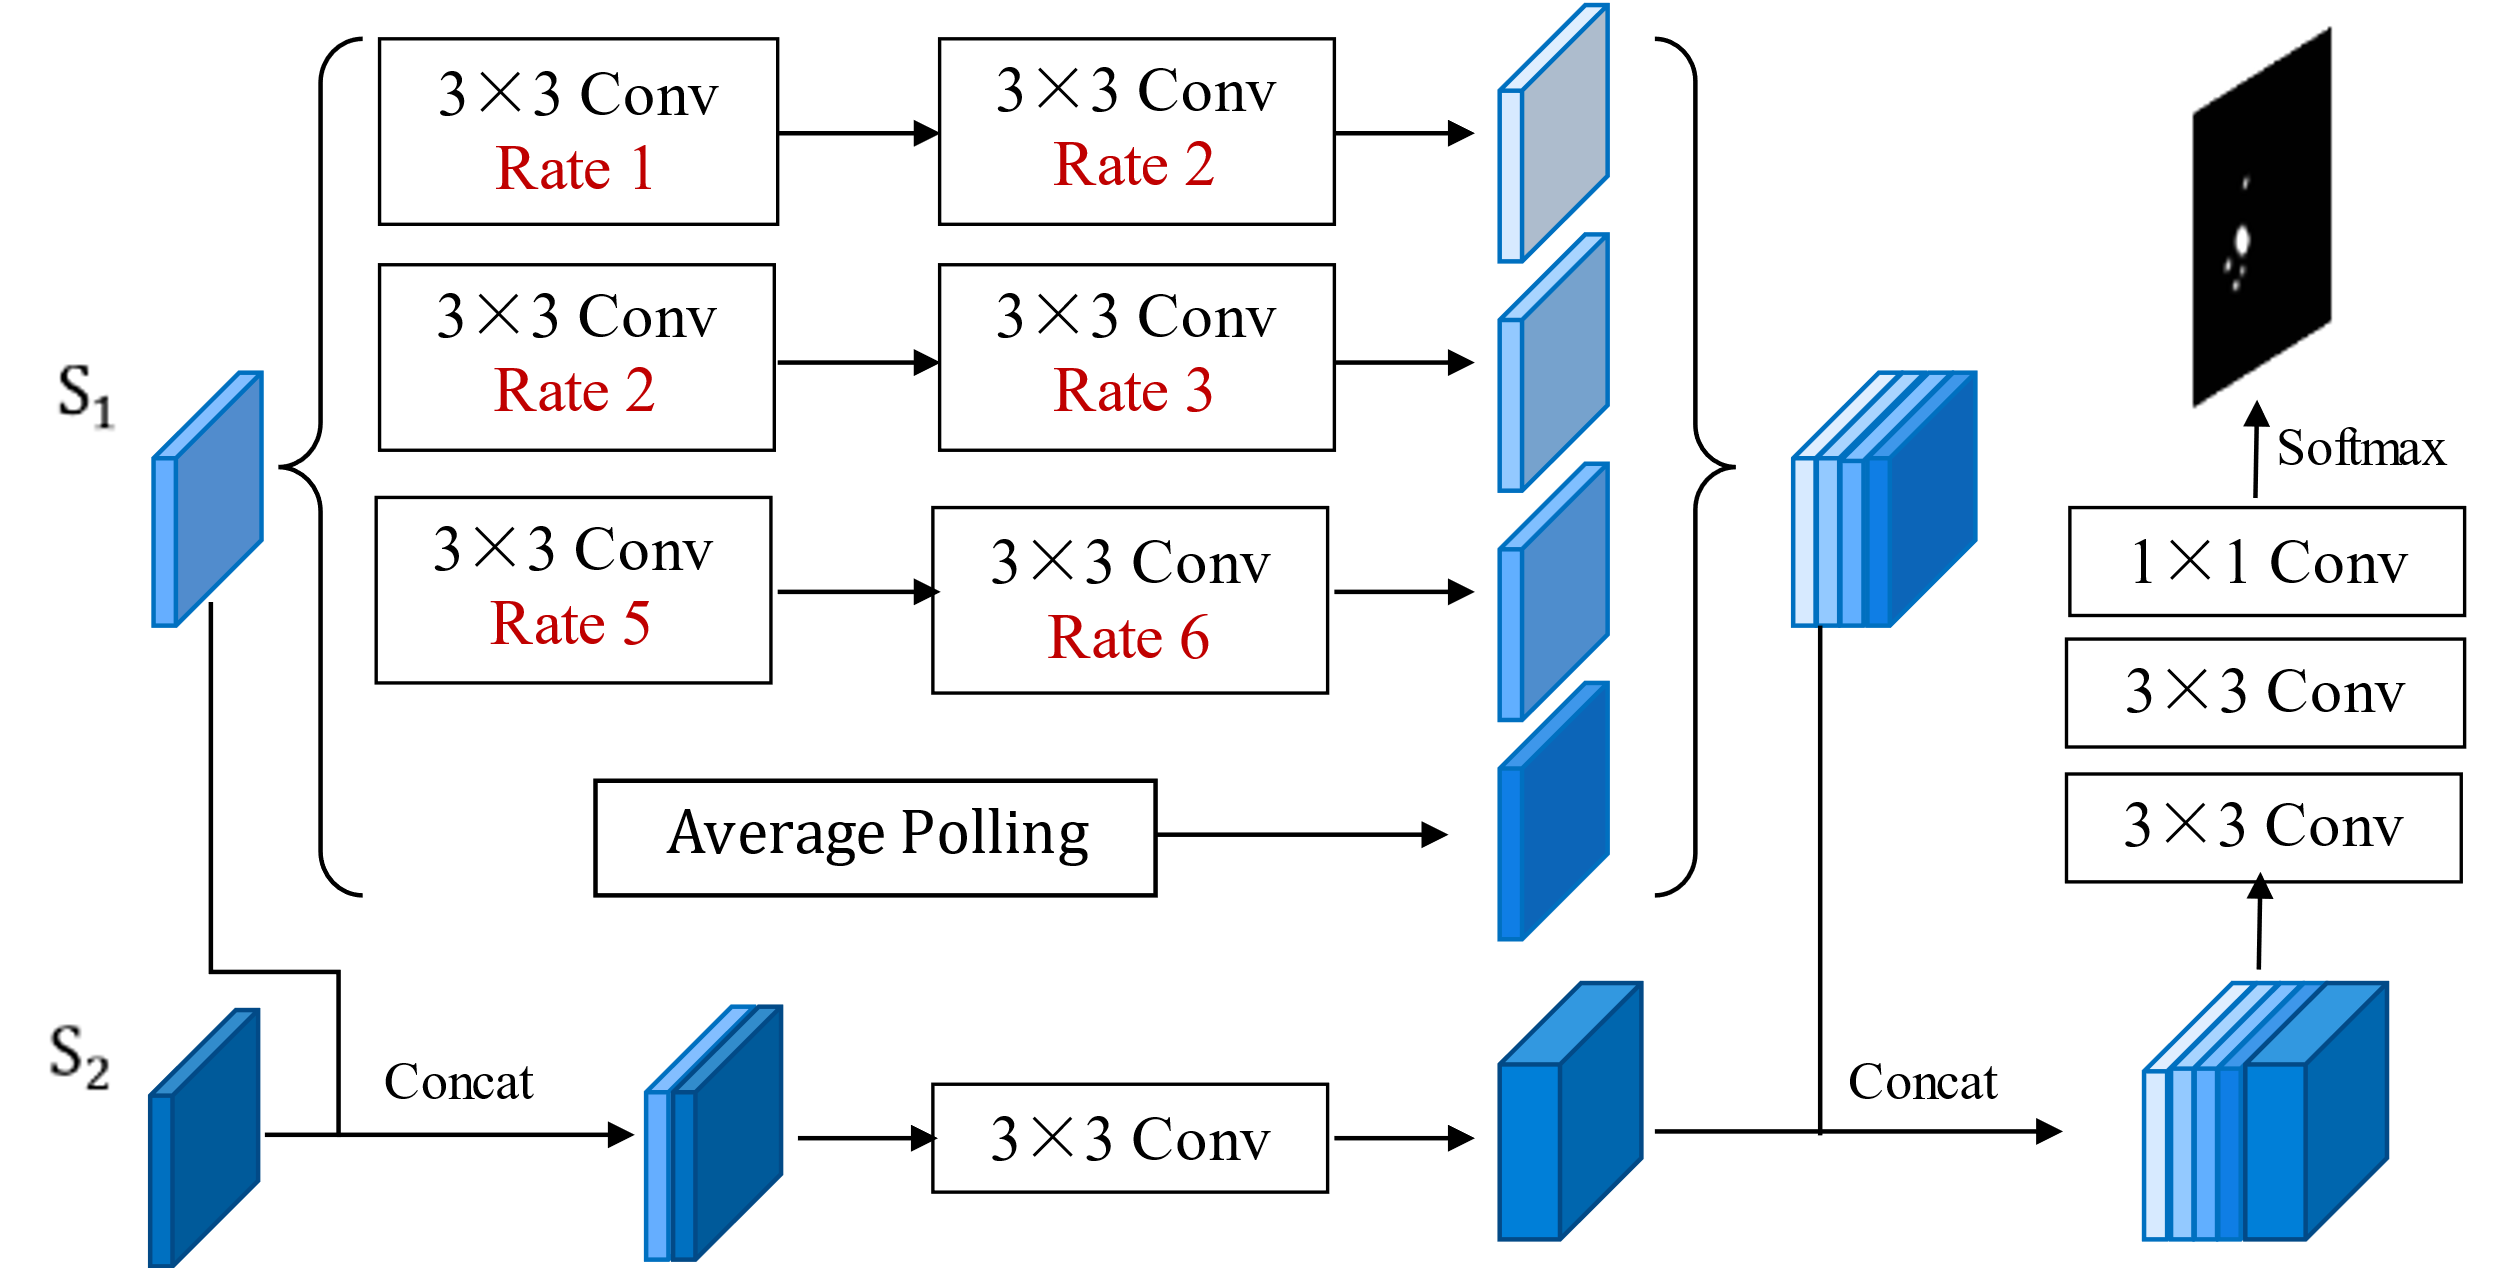 3×3 Conv
Rate 1
3×3 Conv
Rate 2
3×3 Conv
Rate 2
3×3 Conv
Rate 3
S1
3×3 Conv
Rate 5
3×3 Conv
Rate 6
Average Polling
Softmax
1×1 Conv
3×3 Conv
3×3 Conv
S2
Concat
3×3 Conv
Concat